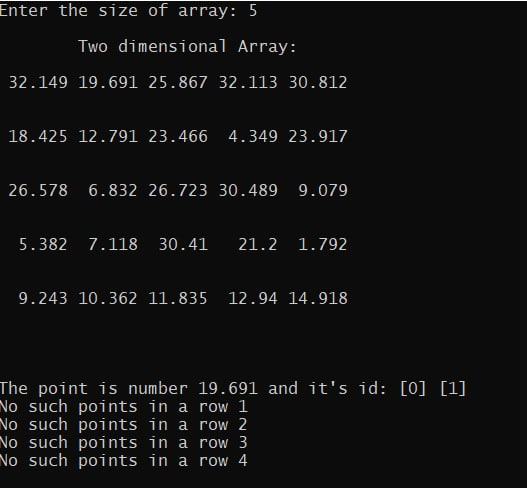 Enter the size of array: 5
Two dimensional Array:
32.149 19.691 25.867 32.113 30.812
18.425 12.791 23.466 4.349 23.917
26.578 6.832 26.723 30.489 9.079
5.382 7.118 30.41 21.2 1.792
9.243 10.362 11.835 12.94 14.918
The point is number 19.691 and it's id: [0] [1]
No such points in a row 1
No such points in a row 2
No such points in a row 3
No such points in a row 4